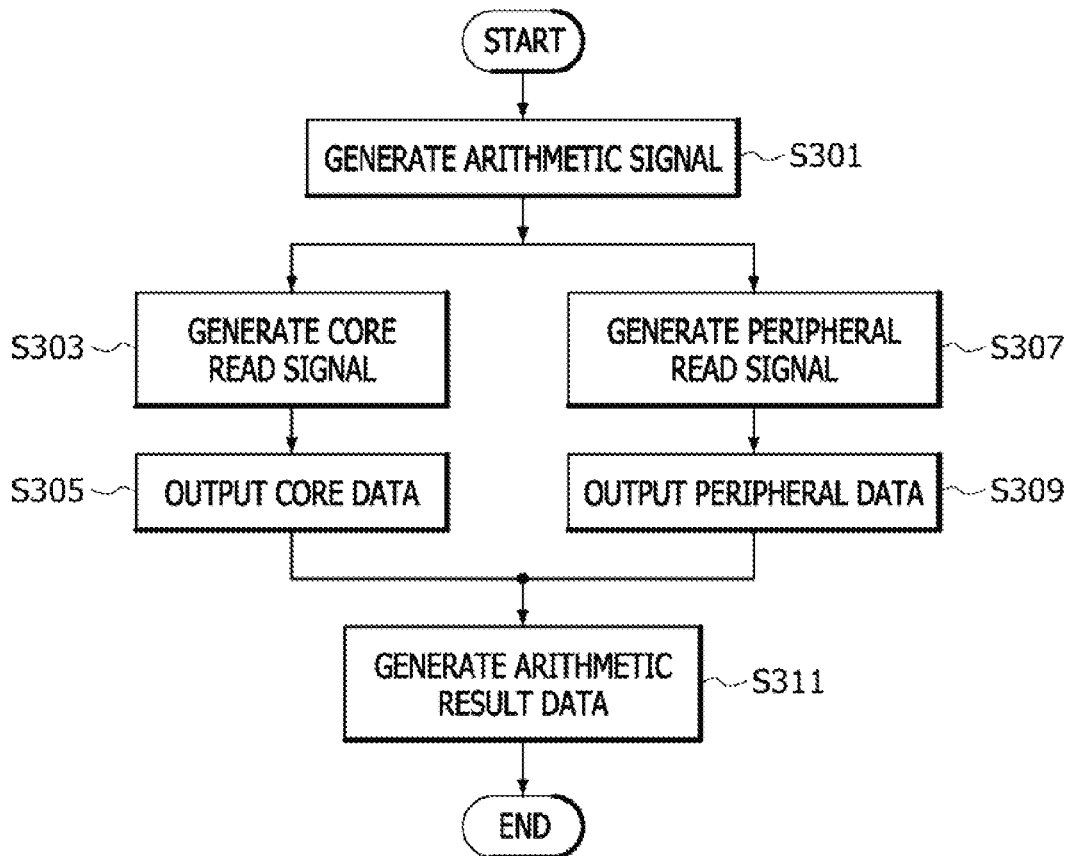 START
GENERATE ARITHMETIC SIGNAL
S301
S303
GENERATE CORE
READ SIGNAL
GENERATE PERIPHERAL
READ SIGNAL
S307
S305
OUTPUT CORE DATA
OUTPUT PERIPHERAL DATA
S309
GENERATE ARITHMETIC
RESULT DATA
S311
END